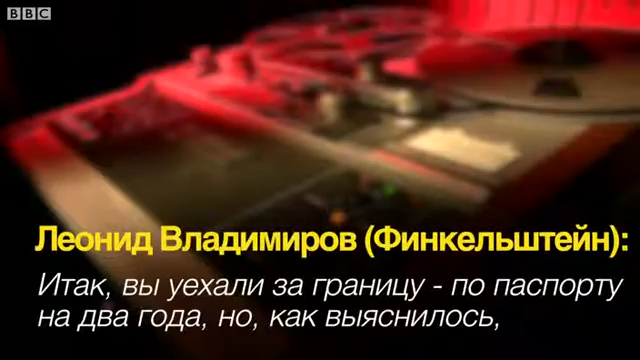 BBC
Леонид Владимиров (Финкельштейн):
Итак, вы уехали за границу - по паспорту
на два года, но, как выяснилось,